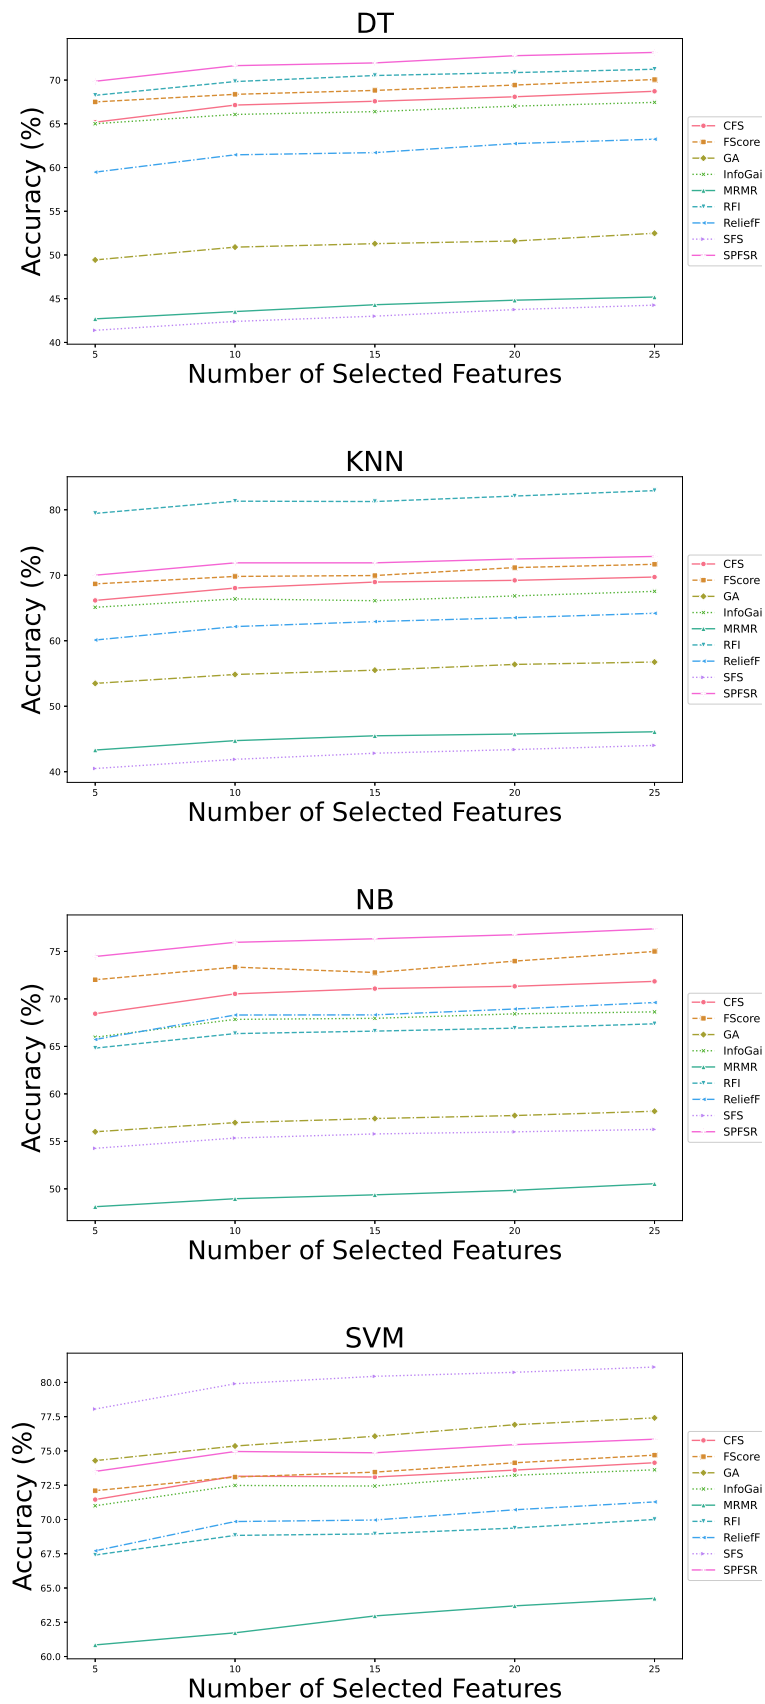 DT
Accuracy (%)
70
65
60
55
50
45
40
5 10 15 20 25
Number of Selected Features
CFS
FScore
GA
InfoGai
MRMR
RFI
ReliefF
SFS
SPFSR
KNN
Accuracy (%)
80
70
60
50
40
5 10 15 20 25
Number of Selected Features
CFS
FScore
GA
InfoGai
MRMR
RFI
ReliefF
SFS
SPFSR
NB
Accuracy (%)
75
70
65
60
55
50
5 10 15 20 25
Number of Selected Features
CFS
FScore
GA
InfoGai
MRMR
RFI
ReliefF
SFS
SPFSR
SVM
Accuracy (%)
80.0
77.5
75.0
72.5
70.0
67.5
65.0
62.5
60.0
5 10 15 20 25
Number of Selected Features
CFS
FScore
GA
InfoGai
MRMR
RFI
ReliefF
SFS
SPFSR